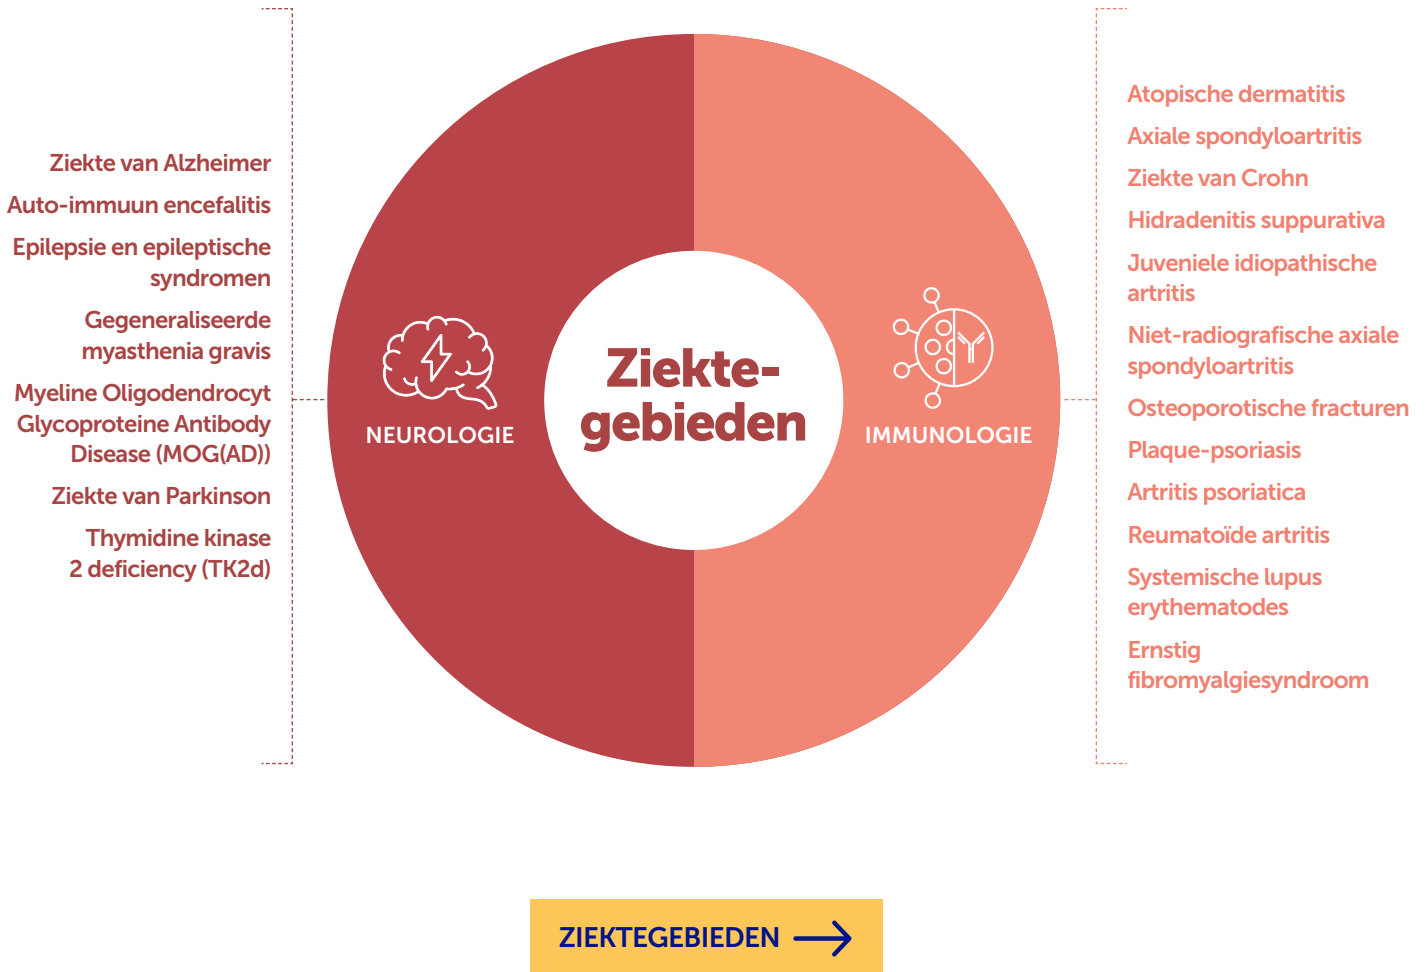 Ziekte van Alzheimer
Auto-immuun encefalitis
Epilepsie en epileptische
syndromen
Gegeneraliseerde
myasthenia gravis
Myeline Oligodendrocyt
Glycoproteine Antibody
Disease (MOG(AD))
Ziekte van Parkinson
Thymidine kinase
2 deficiency (TK2d)
NEUROLOGIE
Ziekte-
gebieden
IMMUNOLOGIE
Atopische dermatitis
Axiale spondyloartritis
Ziekte van Crohn
Hidradenitis suppurativa
Juveniele idiopathische
artritis
Niet-radiografische axiale
spondyloartritis
Osteoporotische fracturen
Plaque-psoriasis
Artritis psoriatica
Reumatoïde artritis
Systemische lupus
erythematodes
Ernstig
fibromyalgiesyndroom
ZIEKTEGEBIEDEN